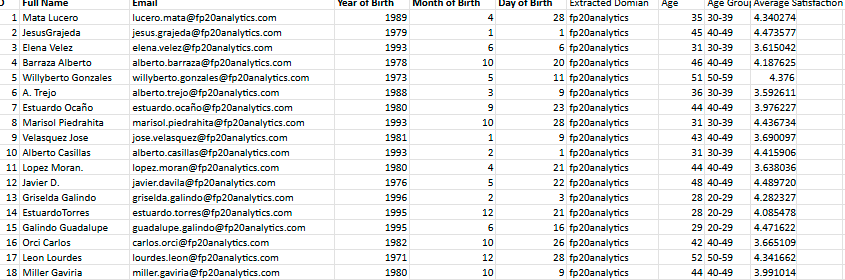 D Full Name Email Year of Birth Month of Birth Day of Birth Extracted Domian Age Age Group Average Satisfaction
1 Mata Lucero lucero.mata@fp20analytics.com 1989 4 28 fp20analytics 35 30-39 4.340274
2 JesusGrajeda jesus.grajeda@fp20analytics.com 1979 1 1 fp20analytics 45 40-49 4.473577
3 Elena Velez elena.velez@fp20analytics.com 1993 6 6 fp20analytics 31 30-39 3.615042
4 Barraza Alberto alberto.barraza@fp20analytics.com 1978 10 20 fp20analytics 46 40-49 4.187625
5 Willyberto Gonzales willyberto.gonzales@fp20analytics.com 1973 5 11 fp20analytics 51 50-59 4.376
6 A. Trejo alberto.trejo@fp20analytics.com 1988 3 9 fp20analytics 36 30-39 3.592611
7 Estuardo Ocaño estuardo.ocaño@fp20analytics.com 1980 9 23 fp20analytics 44 40-49 3.976227
8 Marisol Piedrahita marisol.piedrahita@fp20analytics.com 1993 10 28 fp20analytics 31 30-39 4.436734
9 Velasquez Jose jose.velasquez@fp20analytics.com 1981 1 9 fp20analytics 43 40-49 3.690097
10 Alberto Casillas alberto.casillas@fp20analytics.com 1993 2 1 fp20analytics 31 30-39 4.415906
11 Lopez Moran. lopez.moran@fp20analytics.com 1980 4 21 fp20analytics 44 40-49 3.638036
12 Javier D. javier.davila@fp20analytics.com 1976 5 22 fp20analytics 48 40-49 4.489720
13 Griselda Galindo griselda.galindo@fp20analytics.com 1996 2 3 fp20analytics 28 20-29 4.282327
14 EstuardoTorres estuardo.torres@fp20analytics.com 1995 12 21 fp20analytics 28 20-29 4.085478
15 Galindo Guadalupe guadalupe.galindo@fp20analytics.com 1995 6 16 fp20analytics 29 20-29 4.471622
16 Orci Carlos carlos.orci@fp20analytics.com 1982 10 26 fp20analytics 42 40-49 3.665109
17 Leon Lourdes lourdes.leon@fp20analytics.com 1971 12 28 fp20analytics 52 50-59 4.341662
18 Miller Gaviria miller.gaviria@fp20analytics.com 1980 10 9 fp20analytics 44 40-49 3.991014